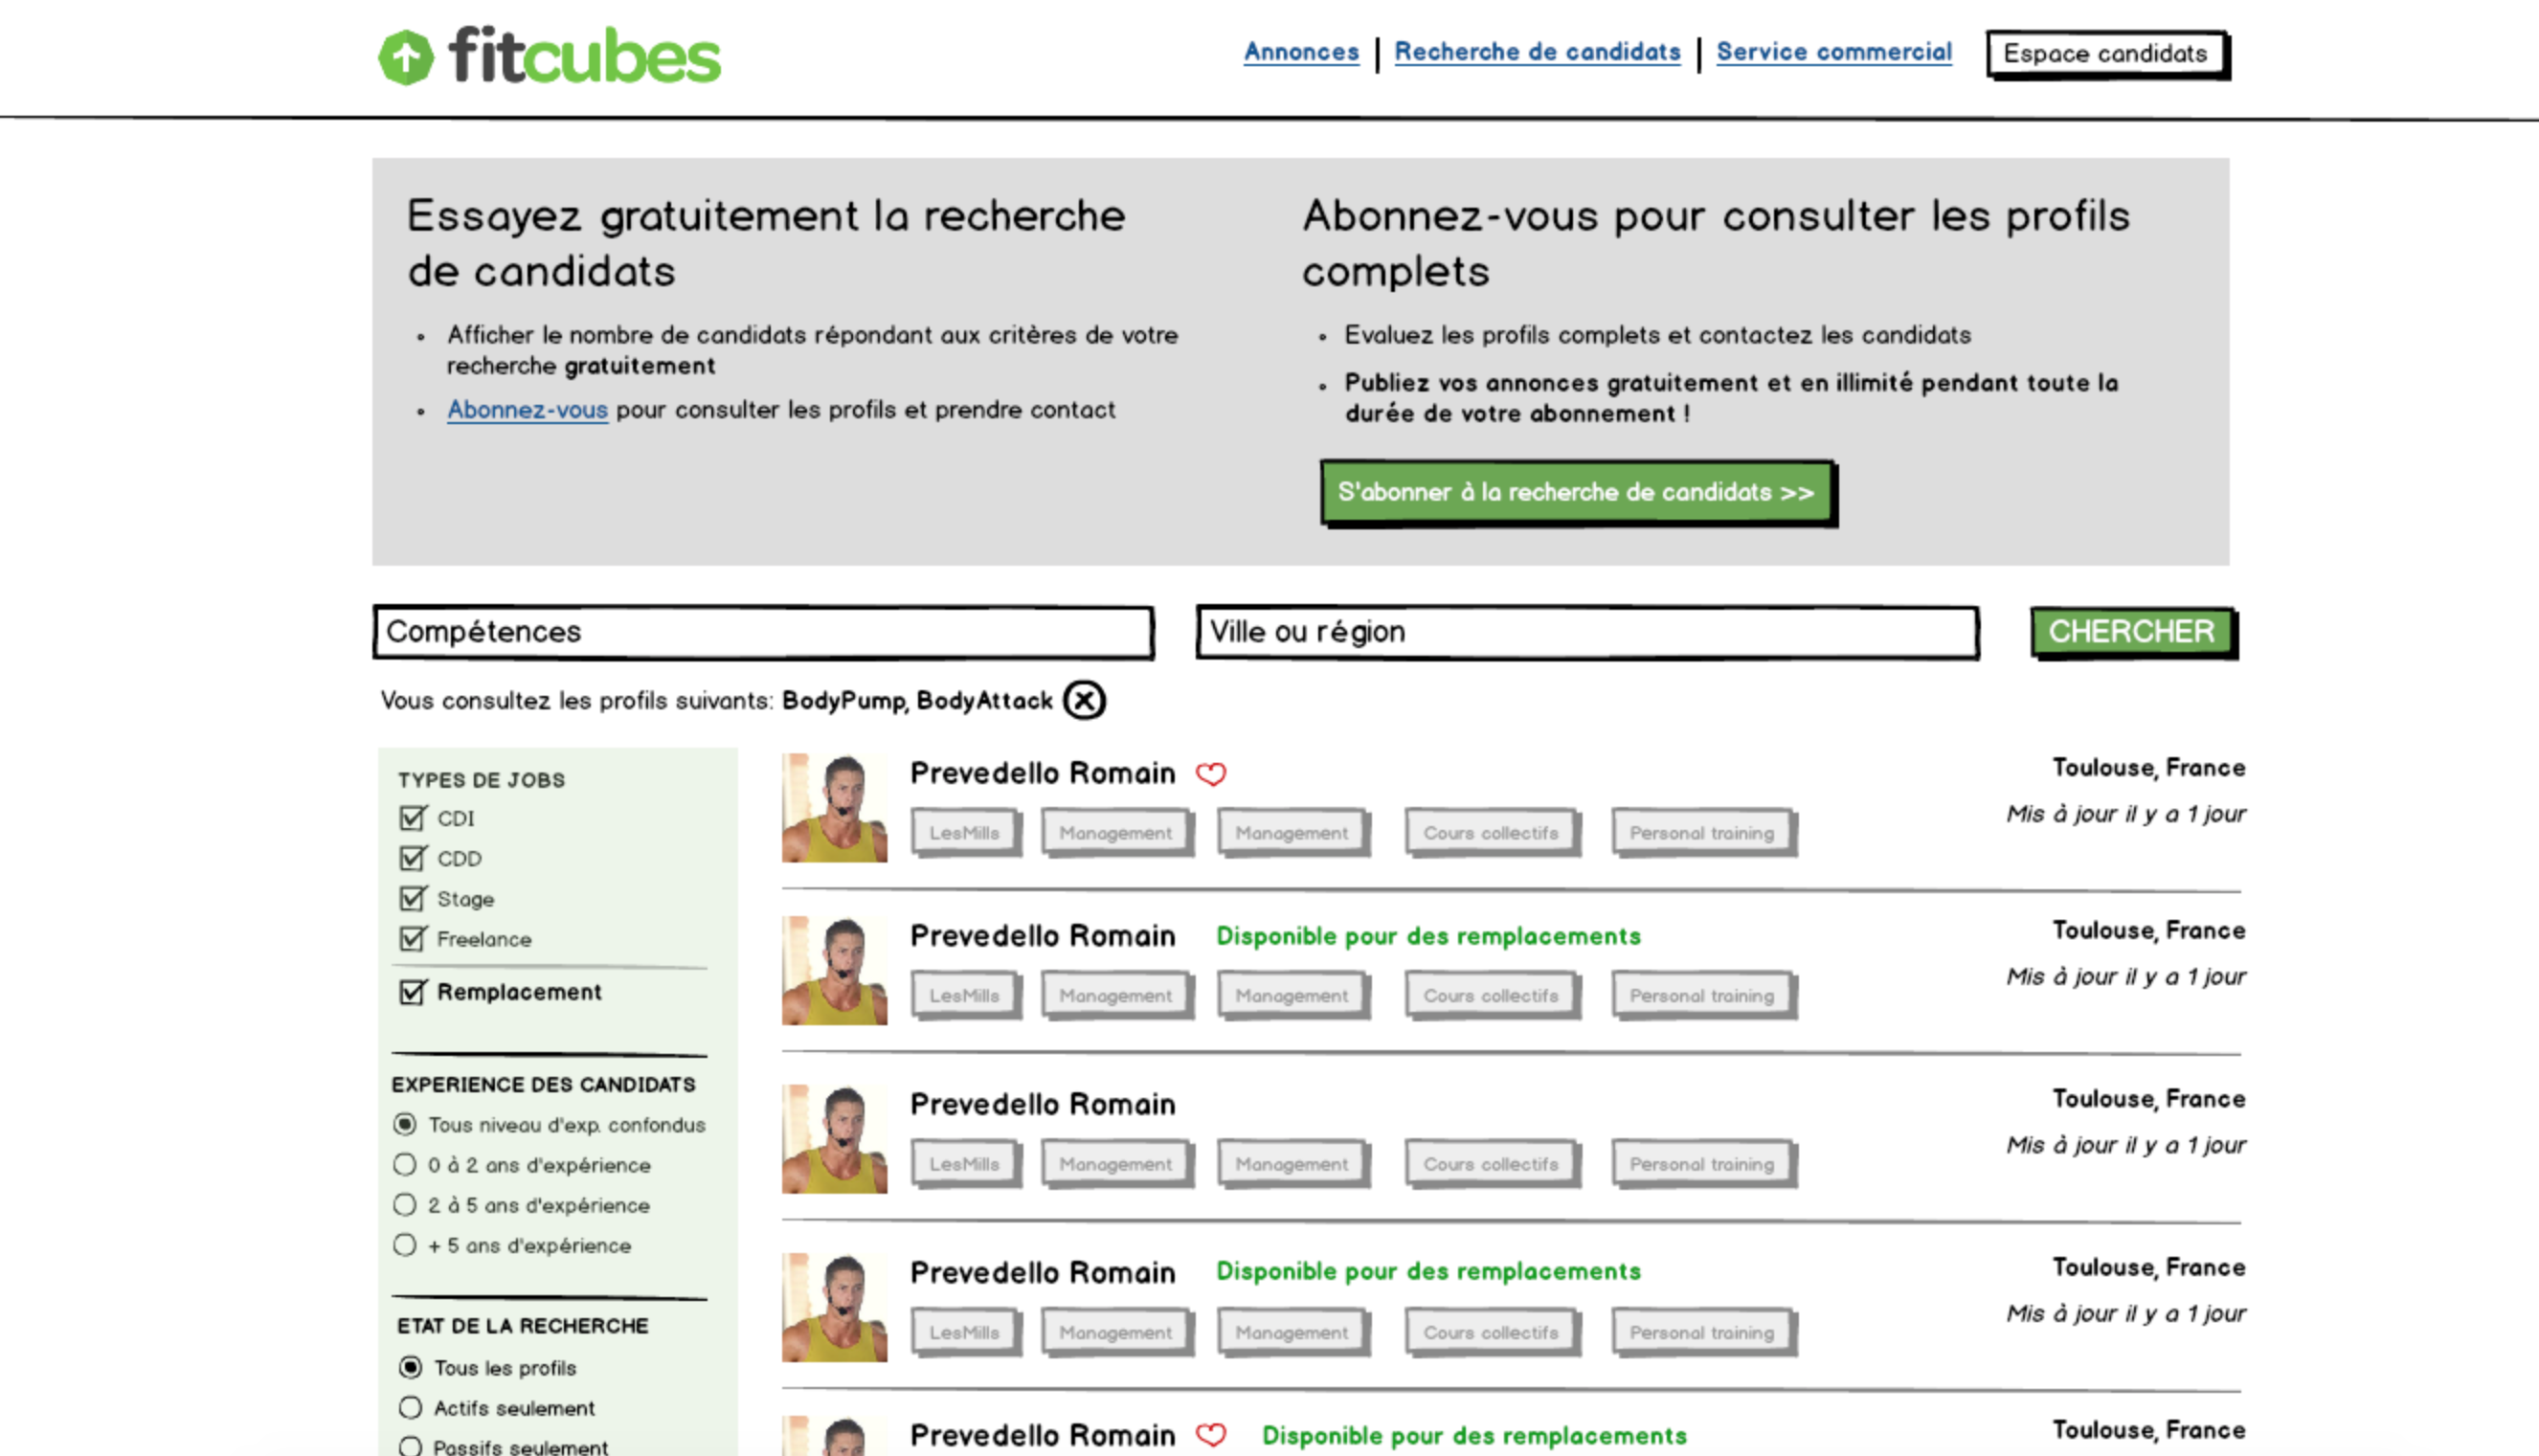 fitcubes
Annonces | Recherche de candidats | Service commercial
Espace candidats
Essayez gratuitement la recherche
de candidats
Afficher le nombre de candidats répondant aux critères de votre
recherche gratuitement
Abonnez-vous pour consulter les profils et prendre contact
Abonnez-vous pour consulter les profils
complets
Evaluez les profils complets et contactez les candidats
Publiez vos annonces gratuitement et en illimité pendant toute la
durée de votre abonnement !
S'abonner à la recherche de candidats >>
Compétences
Ville ou région
CHERCHER
Vous consultez les profils suivants: BodyPump, BodyAttack
TYPES DE JOBS
CDI
CDD
Stage
Freelance
Remplacement
EXPERIENCE DES CANDIDATS
Tous niveau d'exp. confondus
0 à 2 ans d'expérience
2 à 5 ans d'expérience
+ 5 ans d'expérience
ETAT DE LA RECHERCHE
Tous les profils
Actifs seulement
Passifs seulement
Prevedello Romain
Toulouse, France
Mis à jour il y a 1 jour
LesMills
Management
Management
Cours collectifs
Personal training
Prevedello Romain
Disponible pour des remplacements
Toulouse, France
Mis à jour il y a 1 jour
LesMills
Management
Management
Cours collectifs
Personal training
Prevedello Romain
Toulouse, France
Mis à jour il y a 1 jour
LesMills
Management
Management
Cours collectifs
Personal training
Prevedello Romain
Disponible pour des remplacements
Toulouse, France
Mis à jour il y a 1 jour
LesMills
Management
Management
Cours collectifs
Personal training
Prevedello Romain
Disponible pour des remplacements
Toulouse, France